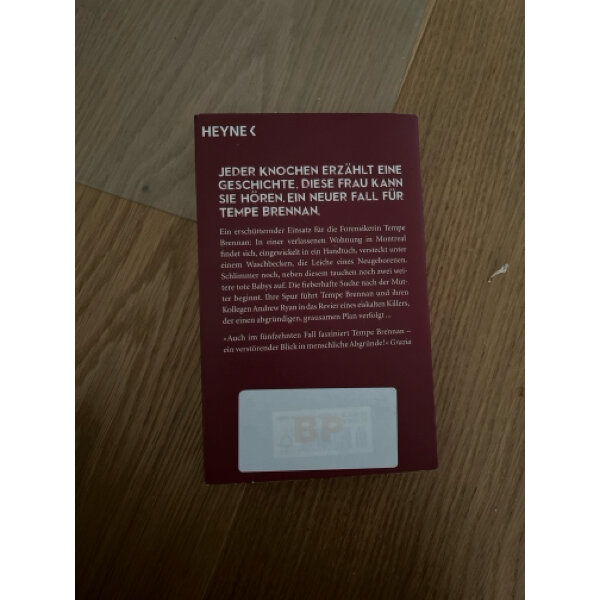 HEYNE <
JEDER KNOCHEN ERZÄHLT EINE
GESCHICHTE. DIESE FRAU KANN
SIE HÖREN. EIN NEUER FALL FÜR
TEMPE BRENNAN.
Ein erschütternder Einsatz für die Forensikerin Tempe
Brennan: In einer verlassenen Wohnung in Montreal
findet sich, eingewickelt in ein Handtuch, versteckt unter
einem Waschbecken, die Leiche eines Neugeborenen.
Schlimmer noch, neben diesem tauchen noch zwei wei-
tere tote Babys auf. Die fieberhafte Suche nach der Mut-
ter beginnt. Ihre Spur führt Tempe Brennan und ihren
Kollegen Andrew Ryan in das Revier eines eiskalten Killers,
der einen abgründigen, grausamen Plan verfolgt ...
»Auch im fünfzehnten Fall fasziniert Tempe Brennan –
ein verstörender Blick in menschliche Abgründe!« Grazia
BP